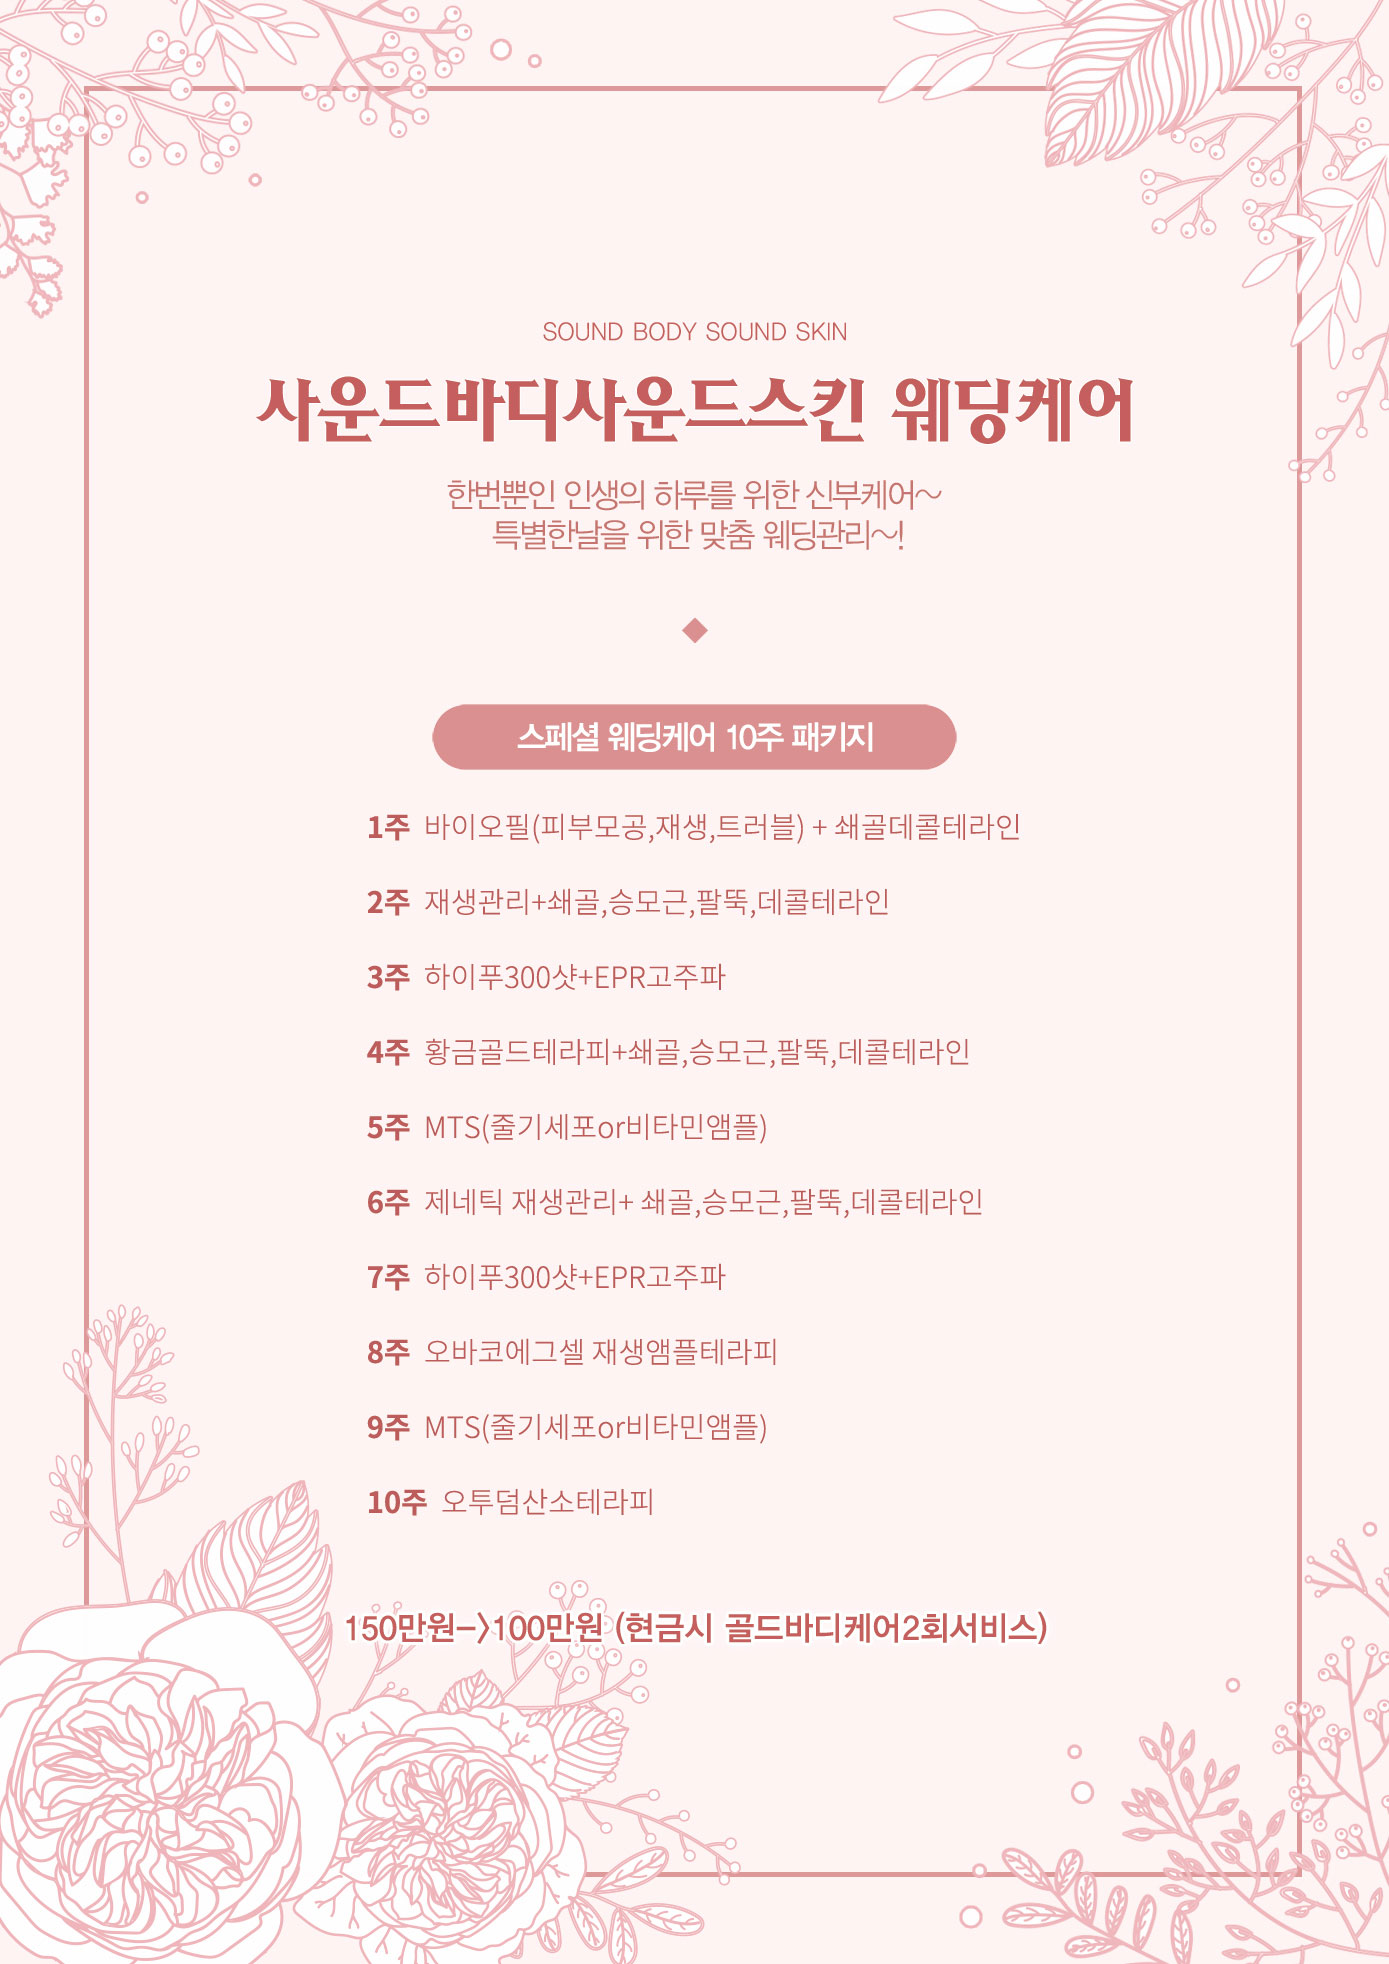 SOUND BODY SOUND SKIN
사운드바디사운드스킨 웨딩케어
한번뿐인 인생의 하루를 위한 신부케어~
특별한날을 위한 맞춤 웨딩관리~!
스페셜 웨딩케어 10주 패키지
1주 바이오필(피부모공,재생,트러블) + 쇄골데콜테라인
2주 재생관리+쇄골,승모근,팔뚝,데콜테라인
3주 하이푸300샷+EPR고주파
4주 황금골드테라피+쇄골,승모근,팔뚝,데콜테라인
5주 MTS(줄기세포or비타민앰플)
6주 제네틱 재생관리+ 쇄골,승모근,팔뚝,데콜테라인
7주 하이푸300샷+EPR고주파
8주 오바코에그셀 재생앰플테라피
9주 MTS(줄기세포or비타민앰플)
10주 오투덤산소테라피
150만원->100만원 (현금시 골드바디케어2회서비스)